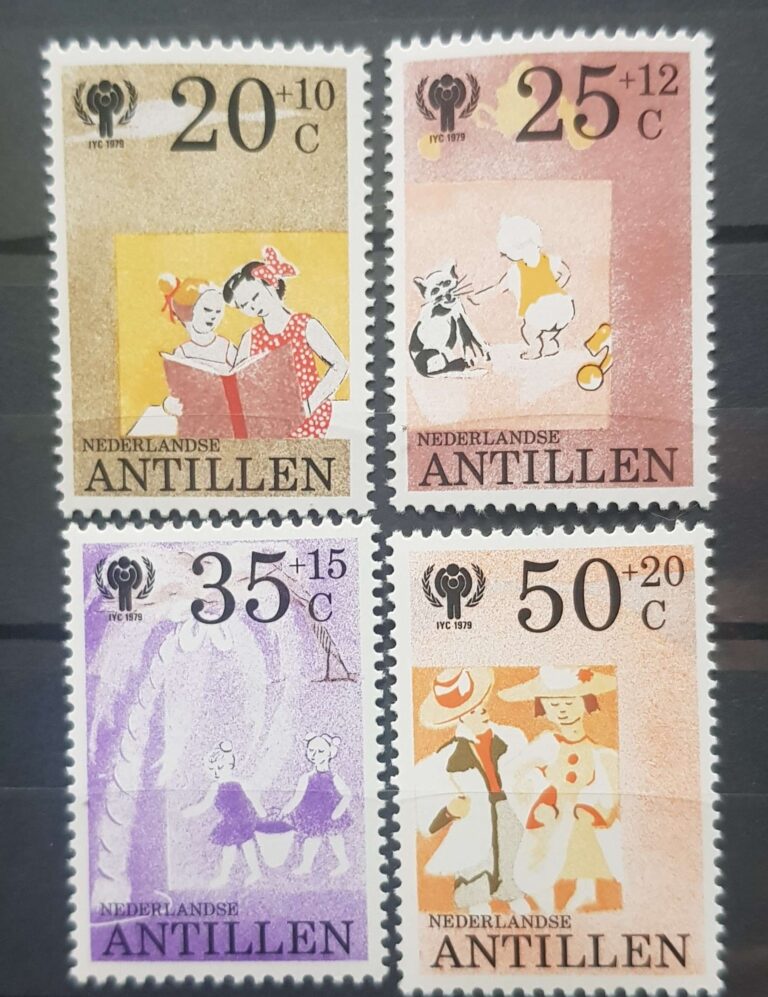 20+10
C
IYC 1979
NEDERLANDSE
ANTILLEN
25+12
C
IYC 1979
NEDERLANDSE
ANTILLEN
35+15
C
IYC 1979
NEDERLANDSE
ANTILLEN
50+20
C
IYC 1979
NEDERLANDSE
ANTILLEN